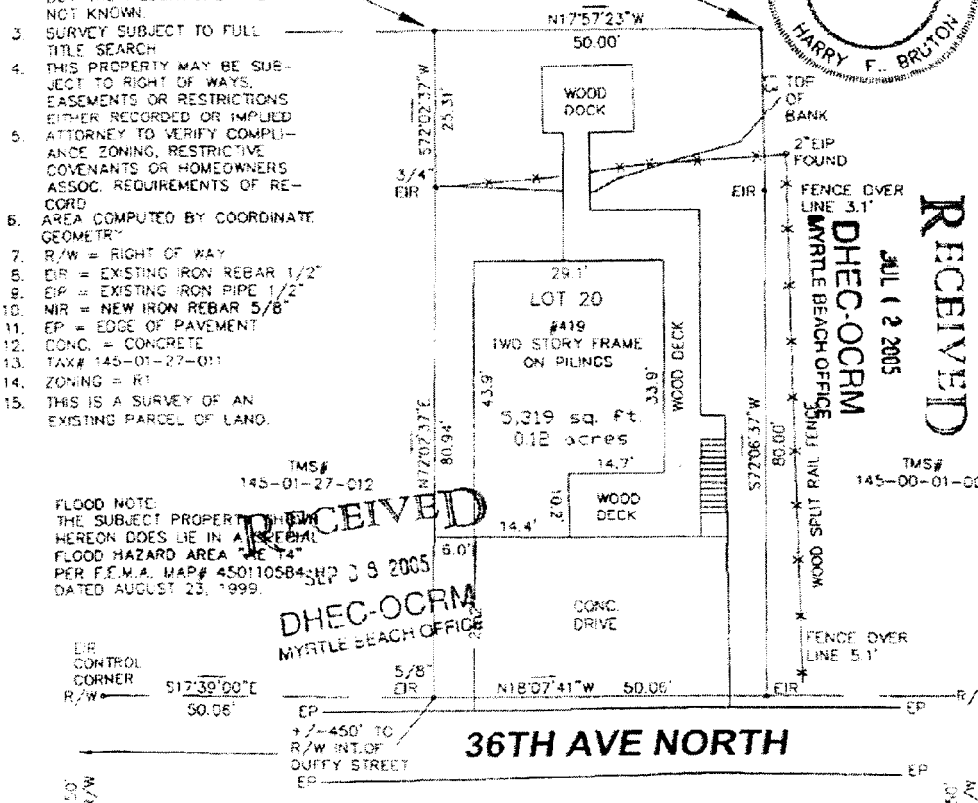 NOT KNOWN.
3. SURVEY SUBJECT TO FULL
TITLE SEARCH
4. THIS PROPERTY MAY BE SUB-
JECT TO RIGHT OF WAYS,
EASEMENTS OR RESTRICTIONS
EITHER RECORDED OR IMPLIED
5. ATTORNEY TO VERIFY COMPLI-
ANCE ZONING, RESTRICTIVE
COVENANTS OR HOMEOWNERS
ASSOC. REQUIREMENTS OF RE-
CORD
6. AREA COMPUTED BY COORDINATE
GEOMETRY
7. R/W = RIGHT OF WAY
8. EIR = EXISTING IRON REBAR 1/2"
9. EIP = EXISTING IRON PIPE 1/2"
10. NIR = NEW IRON REBAR 5/8"
11. EP = EDGE OF PAVEMENT
12. CONC. = CONCRETE
13. TAX# 145-01-27-011
14. ZONING = R1
15. THIS IS A SURVEY OF AN
EXISTING PARCEL OF LAND.
TMS#
145-01-27-012
FLOOD NOTE:
THE SUBJECT PROPERTY SHOWN
HEREON DOES LIE IN A SPECIAL
FLOOD HAZARD AREA
PER F.E.M.A. MAP#
DATED AUGUST 23, 1999.
RECEIVED
SEP 2005
DHEC-OCRM
MYRTLE BEACH OFFICE
N17°57'23"W
50.00'
HARRY F. BRUTON
S72°02'37"W
25.31'
WOOD
DOCK
TOP
OF
BANK
3/4"
EIR
2"EIP
FOUND
EIR
FENCE OVER
LINE 3.1'
RECEIVED
JUL 12 2005
DHEC-OCRM
MYRTLE BEACH OFFICE
29.1'
LOT 20
#419
TWO STORY FRAME
ON PILINGS
43.9'
33.9'
WOOD DECK
5,319 sq. ft.
0.12 acres
N72°02'37"E
80.94'
S72°06'37"W
80.00'
WOOD SPLIT RAIL FENCE
14.7'
10.2'
WOOD
DECK
14.4'
6.0'
TMS#
145-00-01-00
CONC.
DRIVE
FENCE OVER
LINE 5.1'
EIR
CONTROL
CORNER
R/W
S17°39'00"E
50.06'
5/8"
EIR
N18°07'41"W 50.06'
EIR
R/
EP
EP
+/-450' TO
R/W INT.OF
DUFFY STREET
36TH AVE NORTH
EP
EP
50'
R/W
50'
R/W